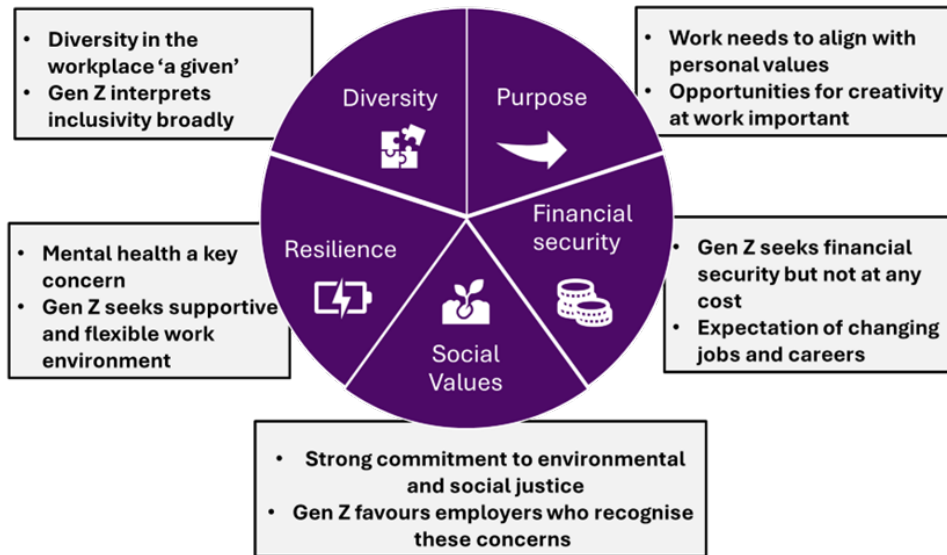 • Diversity in the
workplace ‘a given’
• Gen Z interprets
inclusivity broadly
Diversity
Purpose
• Work needs to align with
personal values
• Opportunities for creativity
at work important
• Mental health a key
concern
• Gen Z seeks supportive
and flexible work
environment
Resilience
Financial
security
• Gen Z seeks financial
security but not at any
cost
• Expectation of changing
jobs and careers
Social
Values
• Strong commitment to environmental
and social justice
• Gen Z favours employers who recognise
these concerns